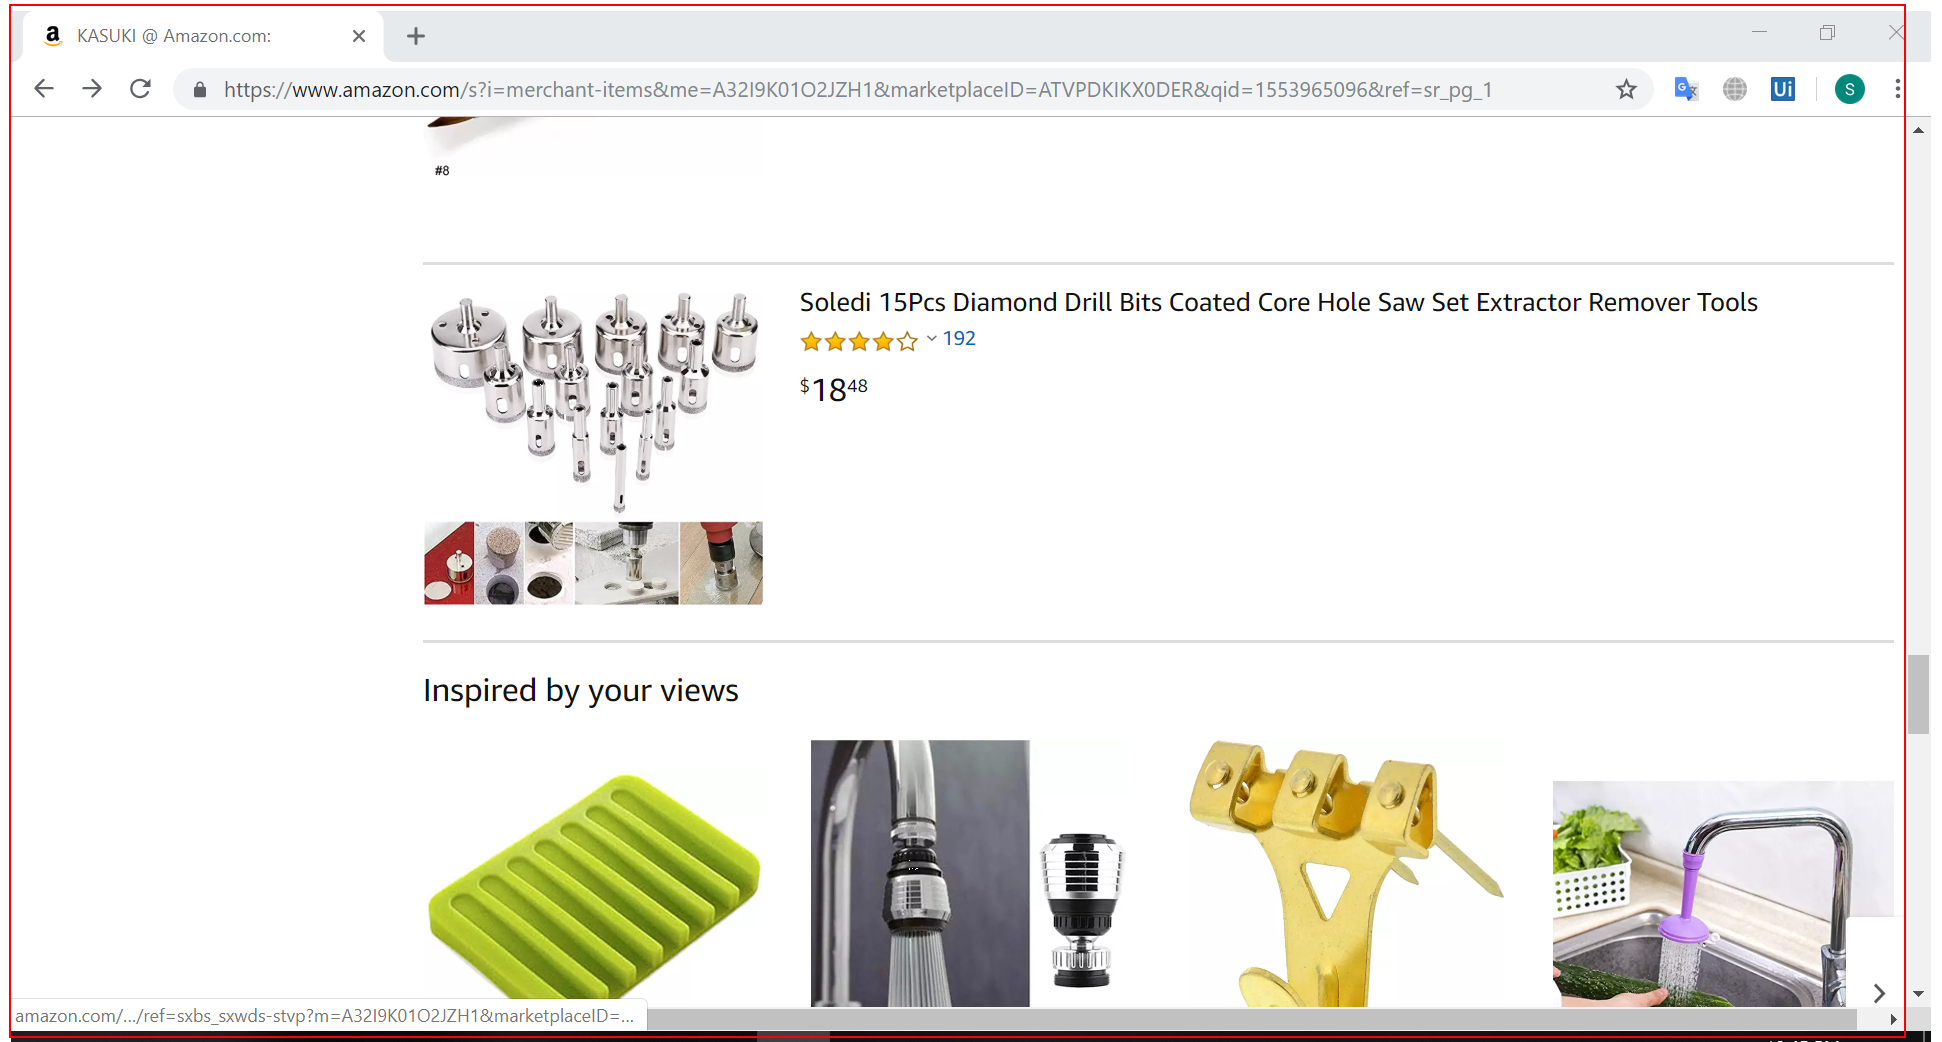 KASUKI @ Amazon.com:
https://www.amazon.com/s?i=merchant-items&me=A32I9K01O2JZH1&marketplaceID=ATVPDKIKX0DER&qid=1553965096&ref=sr_pg_1
Ui
S
#8
Soledi 15Pcs Diamond Drill Bits Coated Core Hole Saw Set Extractor Remover Tools
192
$18 48
Inspired by your views
amazon.com/.../ref=sxbs_sxwds-stvp?m=A32I9K01O2JZH1&marketplaceID=...